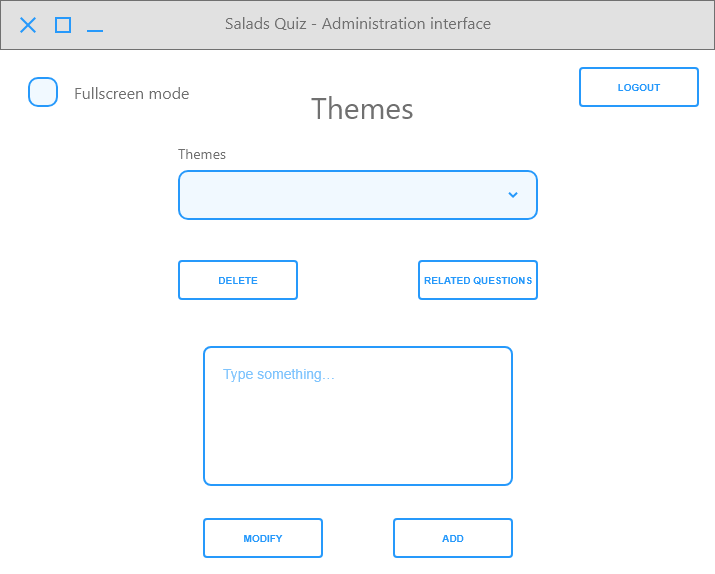 Salads Quiz - Administration interface
Fullscreen mode
LOGOUT
Themes
Themes
DELETE
RELATED QUESTIONS
Type something...
MODIFY
ADD